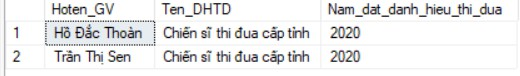 Hoten_GV Ten_DHTD Nam_dat_danh_hieu_thi_dua
1 Hồ Đắc Thoàn Chiến sĩ thi đua cấp tỉnh 2020
2 Trần Thị Sen Chiến sĩ thi đua cấp tỉnh 2020